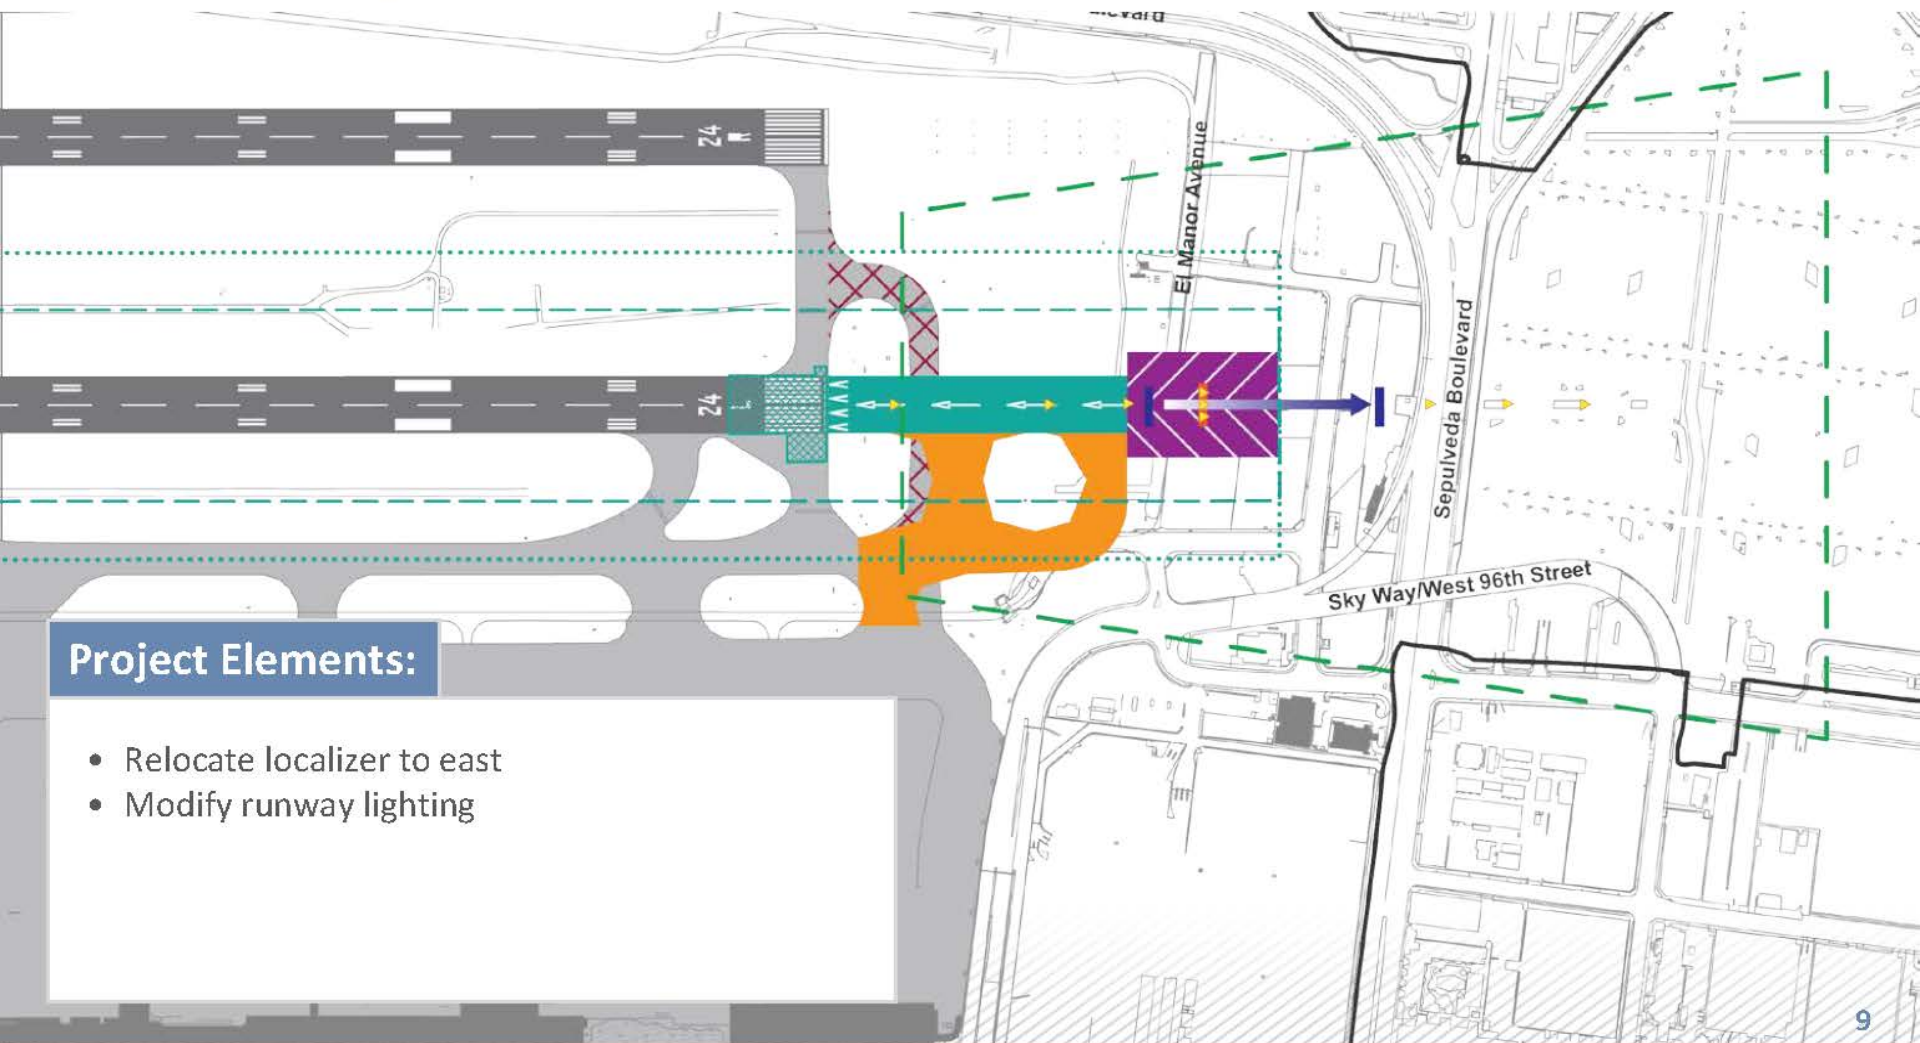 24
R
El Manor Avenue
24
Sepulveda Boulevard
Sky Way/West 96th Street
Project Elements:
• Relocate localizer to east
• Modify runway lighting
9